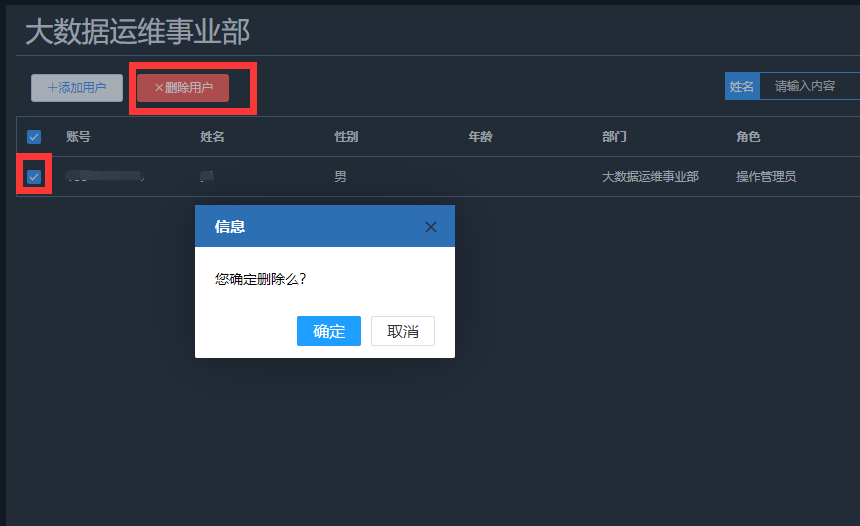 大数据运维事业部
+添加用户 ×删除用户 姓名 请输入内容
账号 姓名 性别 年龄 部门 角色
男 大数据运维事业部 操作管理员
信息
您确定删除么?
确定 取消